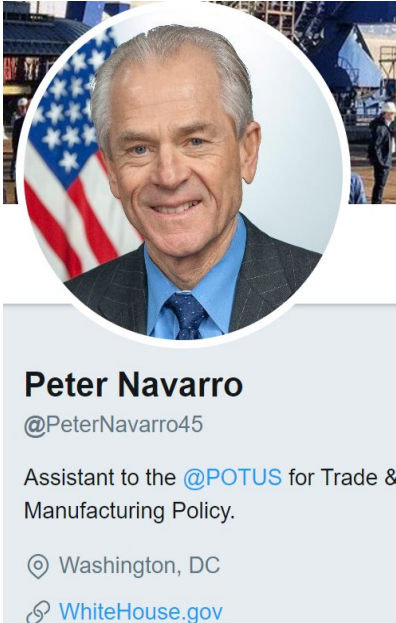 Peter Navarro
@PeterNavarro45
Assistant to the @POTUS for Trade &
Manufacturing Policy.
Washington, DC
WhiteHouse.gov